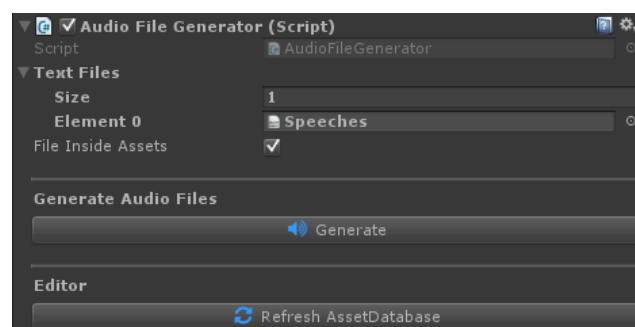 Audio File Generator (Script)
Script AudioFileGenerator
Text Files
Size 1
Element 0 Speeches
File Inside Assets
Generate Audio Files
Generate
Editor
Refresh AssetDatabase